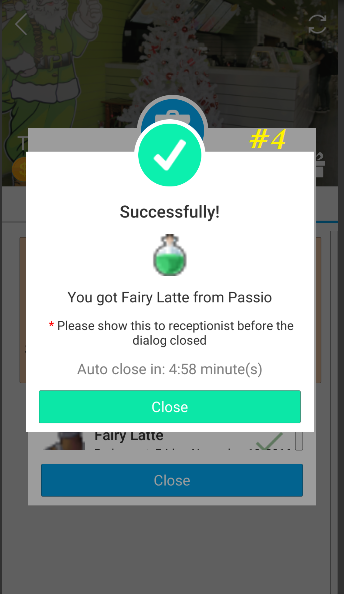 #4
Successfully!
You got Fairy Latte from Passio
* Please show this to receptionist before the
dialog closed
Auto close in: 4:58 minute(s)
Close
Fairy Latte
Close